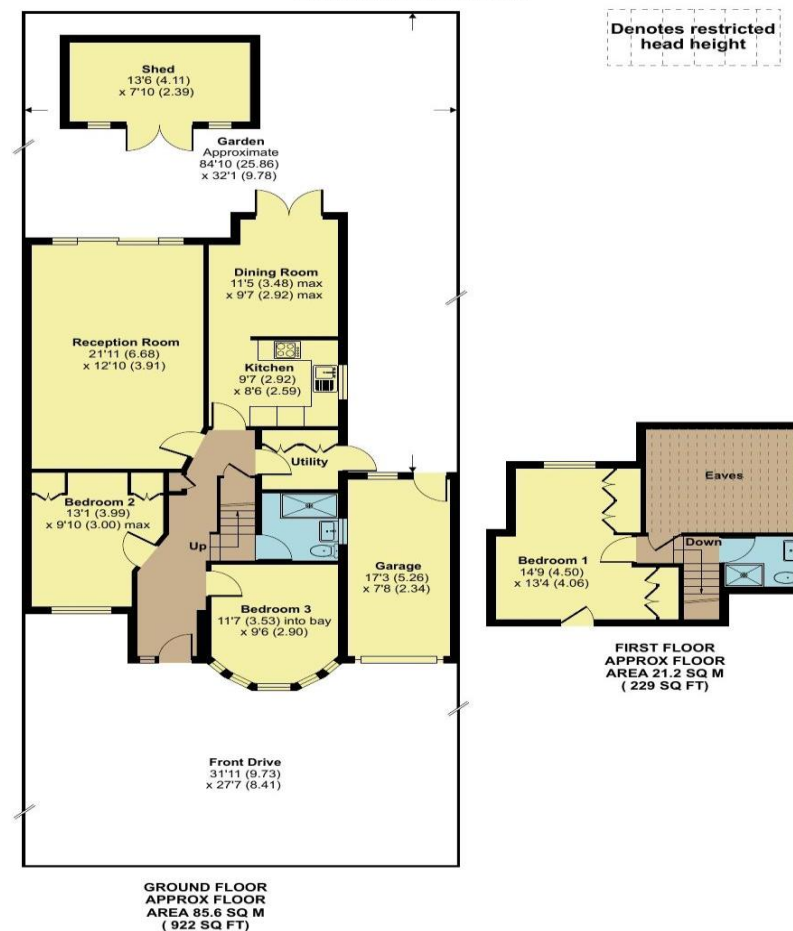 Denotes restricted
head height
Shed
13'6 (4.11)
x 7'10 (2.39)
Garden
Approximate
84'10 (25.86)
x 32'1 (9.78)
Dining Room
11'5 (3.48) max
x 9'7 (2.92) max
Reception Room
21'11 (6.68)
x 12'10 (3.91)
Kitchen
9'7 (2.92)
x 8'6 (2.59)
Utility
Bedroom 2
13'1 (3.99)
x 9'10 (3.00) max
Up
Garage
17'3 (5.26)
x 7'8 (2.34)
Bedroom 3
11'7 (3.53) into bay
x 9'6 (2.90)
Front Drive
31'11 (9.73)
x 27'7 (8.41)
GROUND FLOOR
APPROX FLOOR
AREA 85.6 SQ M
( 922 SQ FT)
Eaves
Down
Bedroom 1
14'9 (4.50)
x 13'4 (4.06)
FIRST FLOOR
APPROX FLOOR
AREA 21.2 SQ M
( 229 SQ FT)